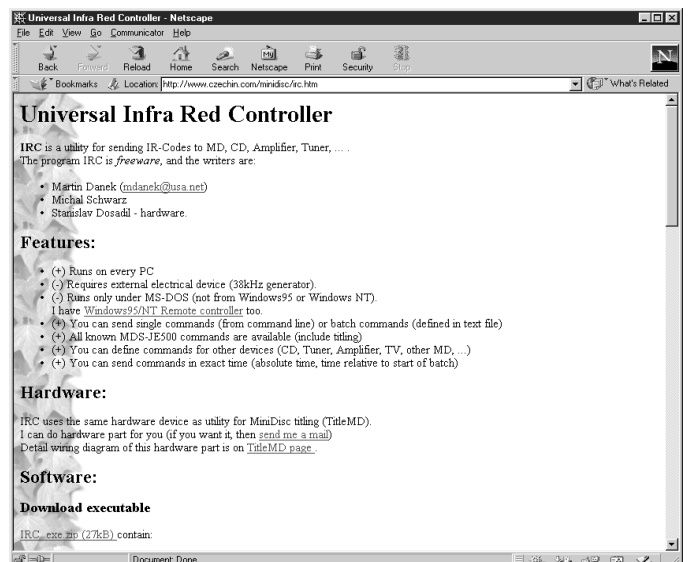 Universal Infra Red Controller - Netscape
File Edit View Go Communicator Help
Back Forward Reload Home Search Netscape Print Security Stop
Bookmarks Location: http://www.czechin.com/minidisc/irc.htm What's Related
Universal Infra Red Controller
IRC is a utility for sending IR-Codes to MD, CD, Amplifier, Tuner, ... .
The program IRC is freeware, and the writers are:
• Martin Danek (mdanek@usa.net)
• Michal Schwarz
• Stanislav Dosadil - hardware.
Features:
• (+) Runs on every PC
• (-) Requires external electrical device (38kHz generator).
• (-) Runs only under MS-DOS (not from Windows95 or Windows NT).
I have Windows95/NT Remote controller too.
• (+) You can send single commands (from command line) or batch commands (defined in text file)
• (+) All known MDS-JE500 commands are available (include titling)
• (+) You can define commands for other devices (CD, Tuner, Amplifier, TV, other MD, ...)
• (+) You can send commands in exact time (absolute time, time relative to start of batch)
Hardware:
IRC uses the same hardware device as utility for MiniDisc titling (TitleMD).
I can do hardware part for you (if you want it, then send me a mail)
Detail wiring diagram of this hardware part is on TitleMD page .
Software:
Download executable
IRC_exe.zip (27kB) contain:
Document: Done